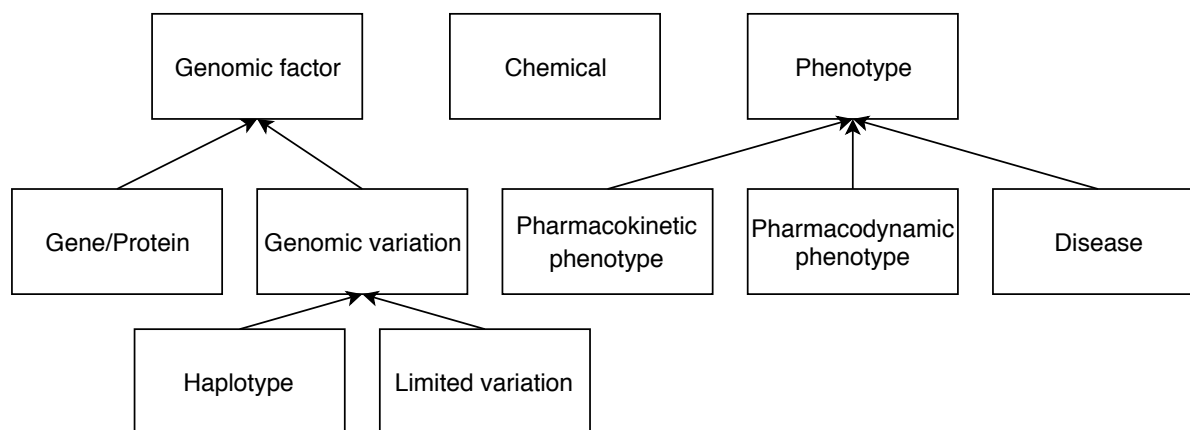 Genomic factor
Chemical
Phenotype
Gene/Protein
Genomic variation
Pharmacokinetic
phenotype
Pharmacodynamic
phenotype
Disease
Haplotype
Limited variation